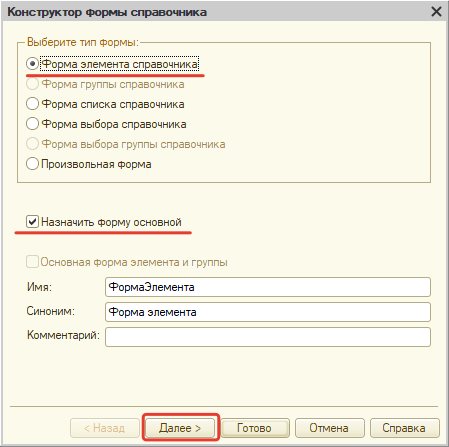 Конструктор формы справочника
Выберите тип формы:
Форма элемента справочника
Форма группы справочника
Форма списка справочника
Форма выбора справочника
Форма выбора группы справочника
Произвольная форма
Назначить форму основной
Основная форма элемента и группы
Имя: ФормаЭлемента
Синоним: Форма элемента
Комментарий:
< Назад Далее > Готово Отмена Справка